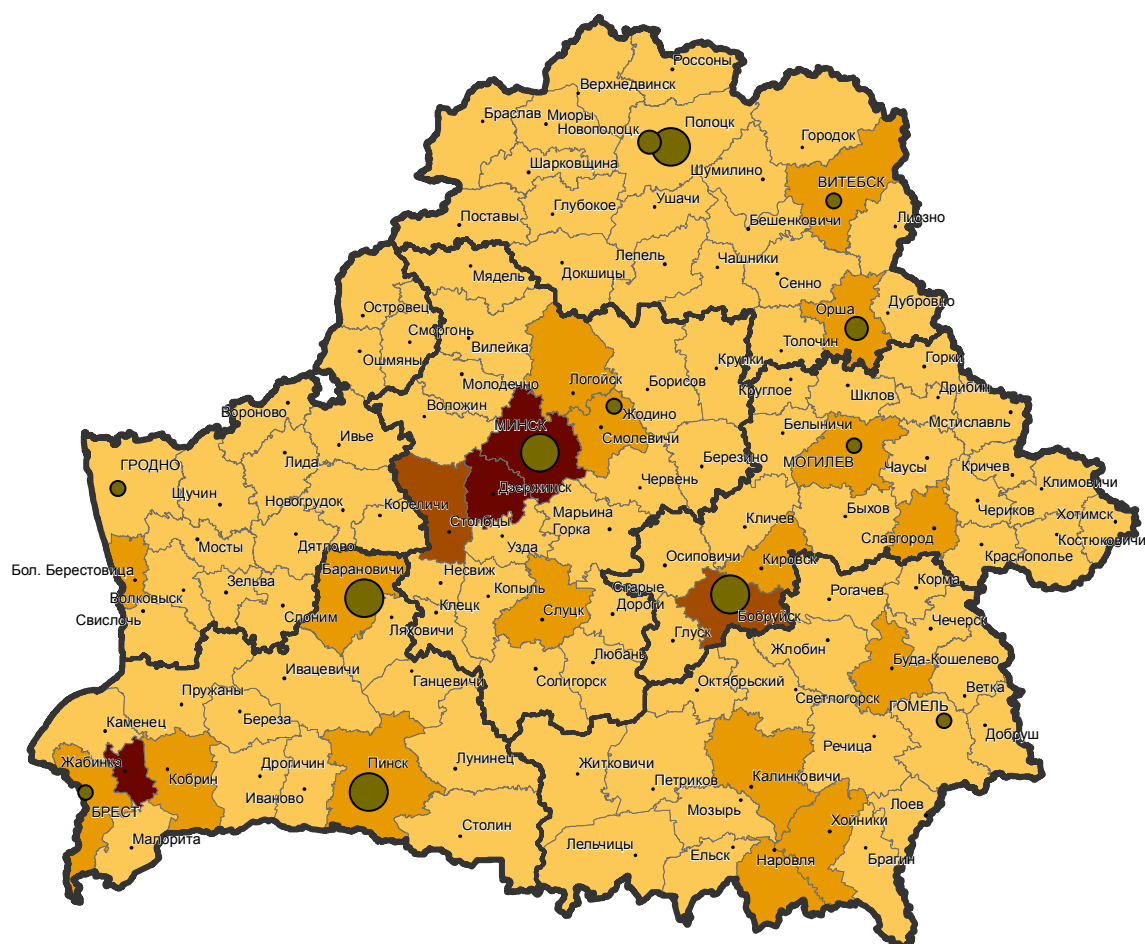 Россоны
Верхнедвинск
Браслав
Миоры
Новополоцк
Полоцк
Городок
Шарковщина
Шумилино
ВИТЕБСК
Поставы
Глубокое
Ушачи
Бешенковичи
Лиозно
Мядель
Докшицы
Лепель
Чашники
Сенно
Островец
Сморгонь
Орша
Дубровно
Ошмяны
Вилейка
Толочин
Молодечно
Логойск
Борисов
Крупки
Горки
Круглое
Шклов
Дрибин
Вороново
Воложин
Жодино
Мстиславль
МИНСК
Смолевичи
Белыничи
Ивье
ГРОДНО
Лида
Березино
МОГИЛЕВ
Чаусы
Кричев
Щучин
Новогрудок
Кореличи
Дзержинск
Червень
Климовичи
Столбцы
Марьина
Горка
Быхов
Чериков
Хотимск
Кличев
Славгород
Костюковичи
Мосты
Дятлово
Узда
Осиповичи
Кировск
Краснополье
Бол. Берестовица
Зельва
Барановичи
Несвиж
Копыль
Старые
Дороги
Рогачев
Корма
Волковыск
Свислочь
Слоним
Ляховичи
Клецк
Слуцк
Глуск
Бобруйск
Чечерск
Ивацевичи
Ганцевичи
Любань
Жлобин
Буда-Кошелево
Пружаны
Солигорск
Октябрьский
Светлогорск
ГОМЕЛЬ
Ветка
Каменец
Береза
Добруш
Жабинка
Кобрин
Дрогичин
Пинск
Лунинец
Житковичи
Петриков
Калинковичи
Речица
БРЕСТ
Иваново
Мозырь
Лоев
Малорита
Столин
Хойники
Лельчицы
Ельск
Наровля
Брагин